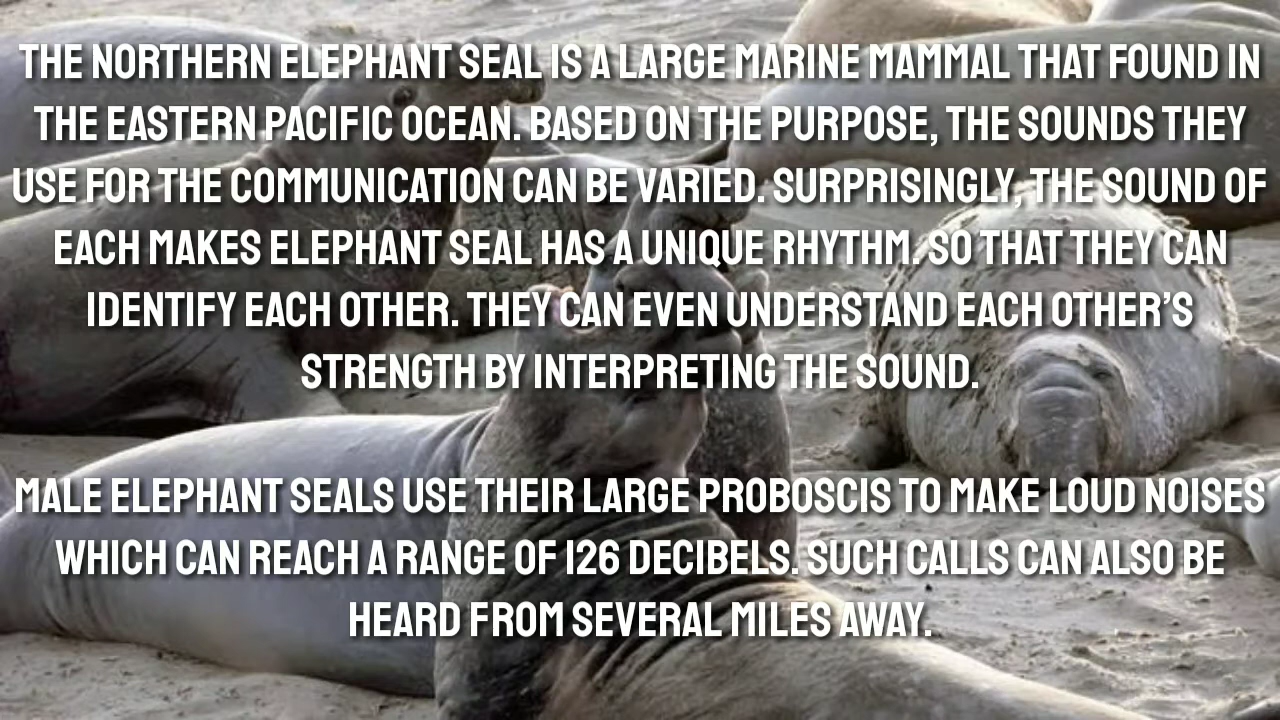 THE NORTHERN ELEPHANT SEAL IS A LARGE MARINE MAMMAL THAT FOUND IN
THE EASTERN PACIFIC OCEAN. BASED ON THE PURPOSE, THE SOUNDS THEY
USE FOR THE COMMUNICATION CAN BE VARIED. SURPRISINGLY, THE SOUND OF
EACH MAKES ELEPHANT SEAL HAS A UNIQUE RHYTHM. SO THAT THEY CAN
IDENTIFY EACH OTHER. THEY CAN EVEN UNDERSTAND EACH OTHER'S
STRENGTH BY INTERPRETING THE SOUND.
MALE ELEPHANT SEALS USE THEIR LARGE PROBOSCIS TO MAKE LOUD NOISES
WHICH CAN REACH A RANGE OF 126 DECIBELS. SUCH CALLS CAN ALSO BE
HEARD FROM SEVERAL MILES AWAY.